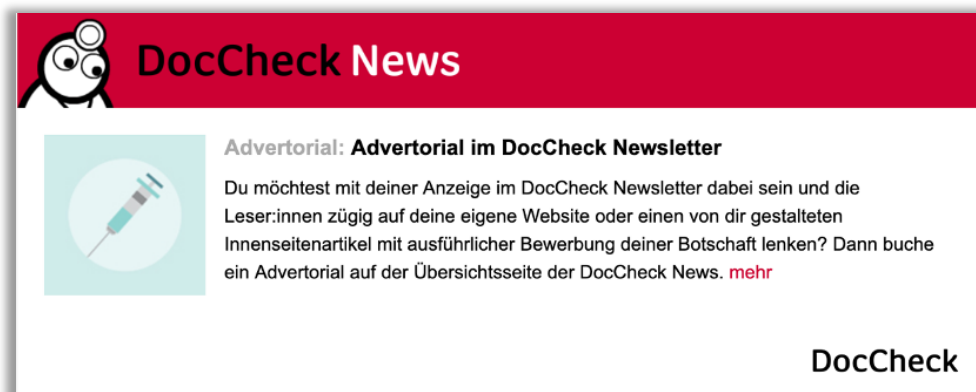 DocCheck News
Advertorial: Advertorial im DocCheck Newsletter
Du möchtest mit deiner Anzeige im DocCheck Newsletter dabei sein und die
Leser:innen zügig auf deine eigene Website oder einen von dir gestalteten
Innenseitenartikel mit ausführlicher Bewerbung deiner Botschaft lenken? Dann buche
ein Advertorial auf der Übersichtsseite der DocCheck News. mehr
DocCheck